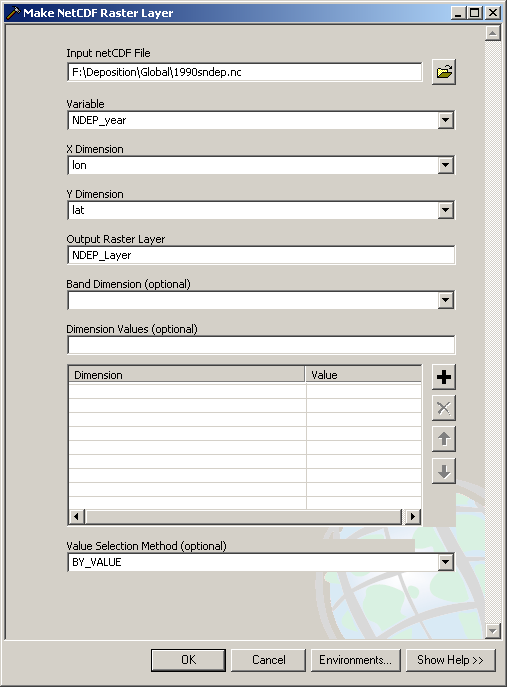 Make NetCDF Raster Layer
Input netCDF File
F:\Deposition\Global\1990sndep.nc
Variable
NDEP_year
X Dimension
lon
Y Dimension
lat
Output Raster Layer
NDEP_Layer
Band Dimension (optional)
Dimension Values (optional)
Dimension Value
Value Selection Method (optional)
BY_VALUE
OK Cancel Environments... Show Help >>